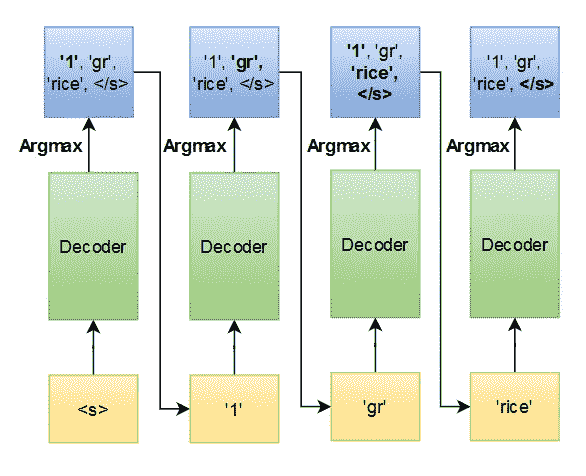 '1', 'gr',
'rice', </s>
'1', 'gr',
'rice', </s>
'1', 'gr',
'rice',
</s>
'1', 'gr',
'rice', </s>
Argmax
Argmax
Argmax
Argmax
Decoder
Decoder
Decoder
Decoder
<s>
'1'
'gr'
'rice'